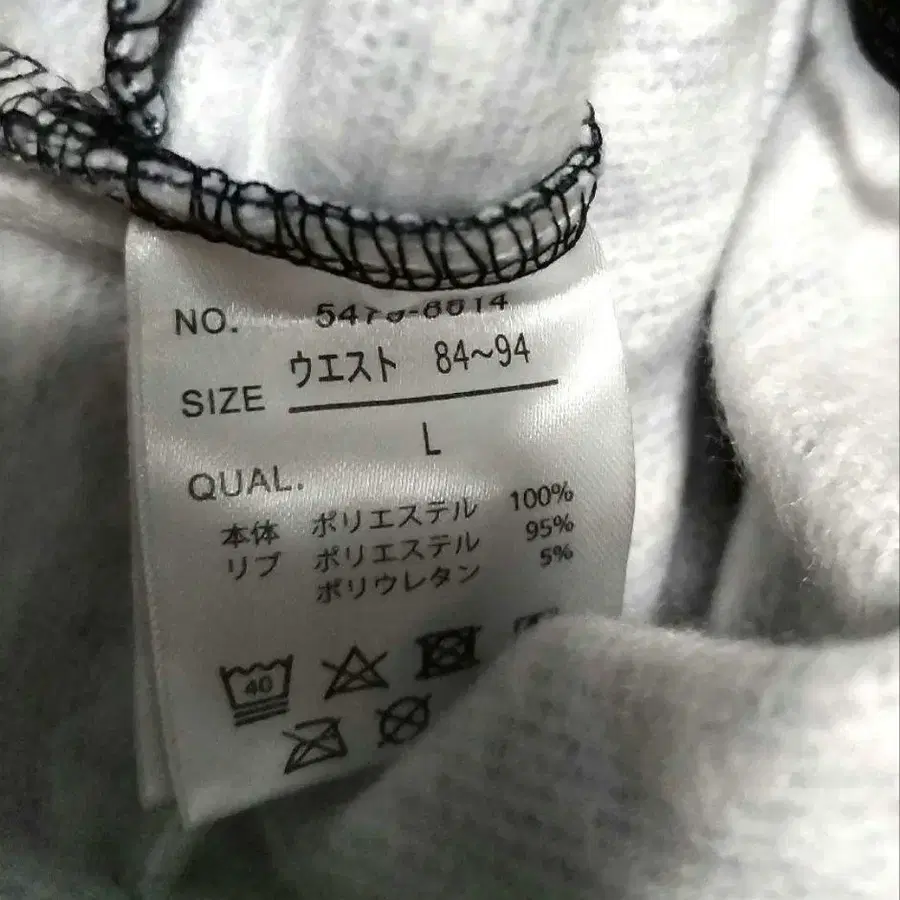 NO.
SIZE ウエスト 84~94
L
QUAL.
本体 ポリエステル 100%
リブ ポリエステル 95%
ポリウレタン 5%
40